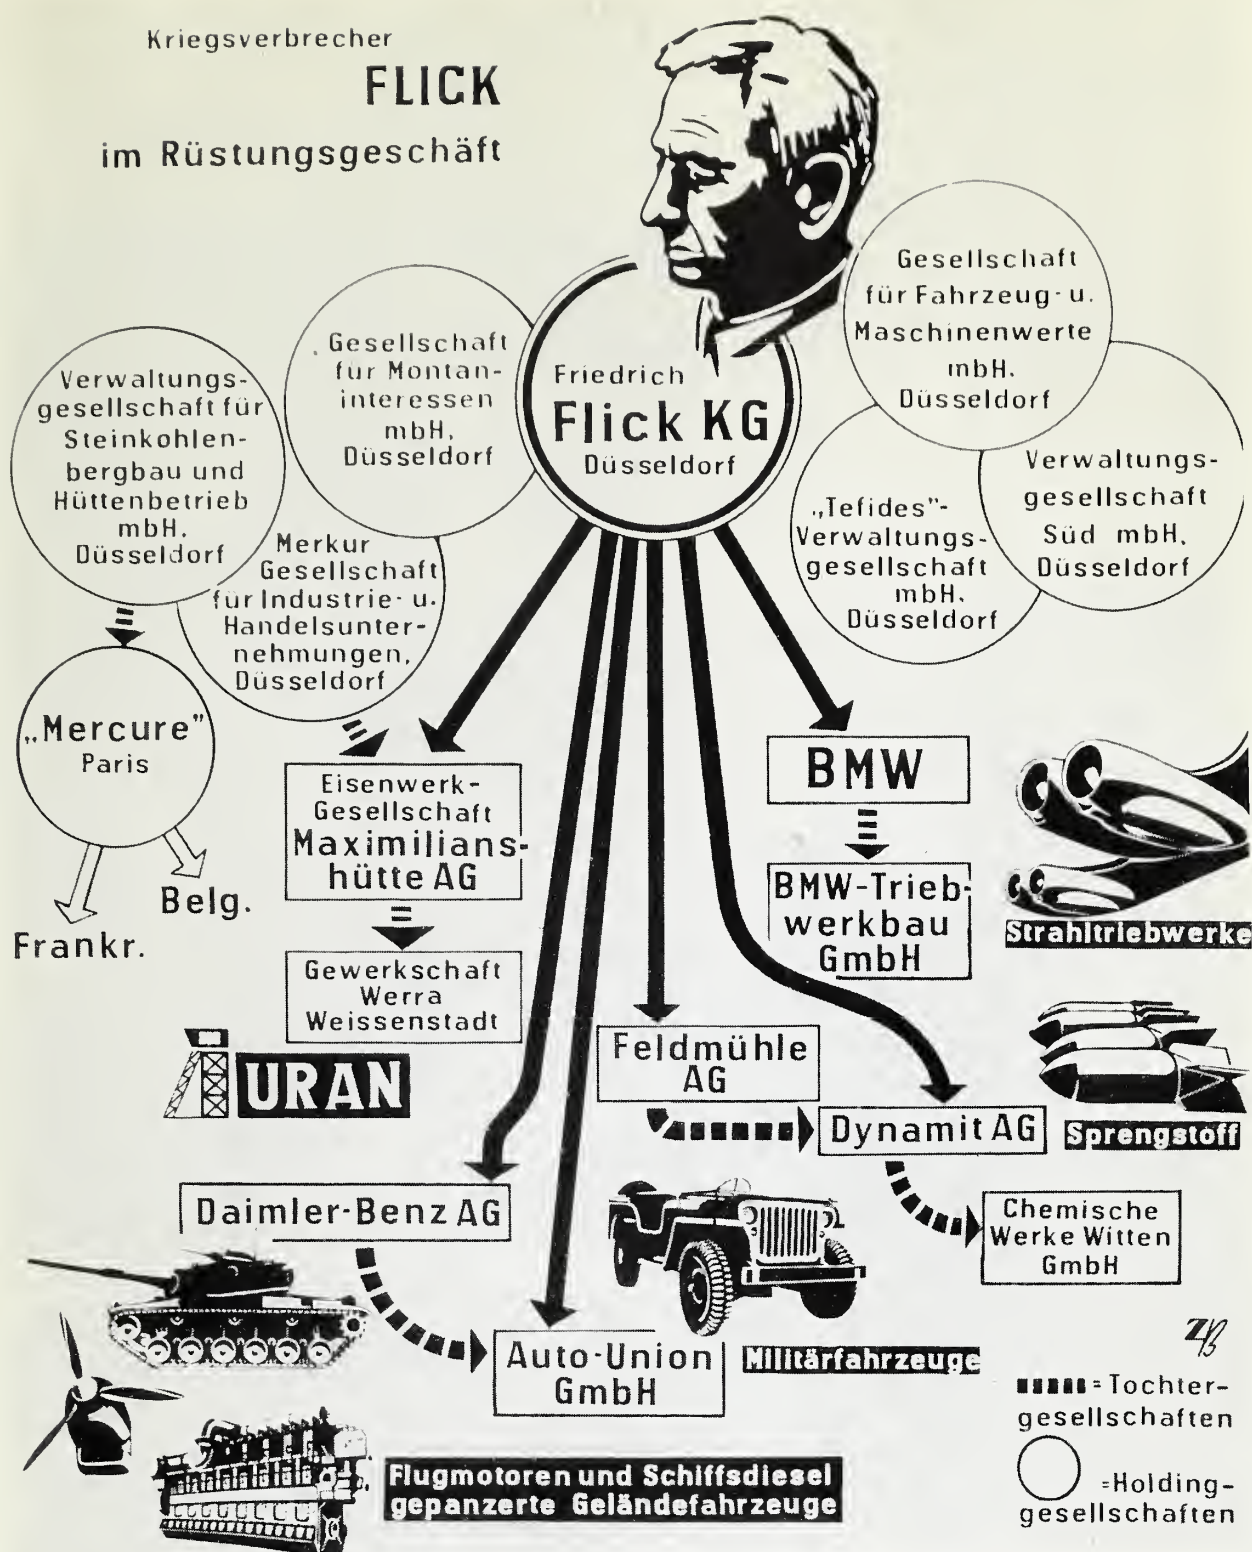 Kriegsverbrecher
FLICK
im Rüstungsgeschäft
Verwaltungs-
gesellschaft für
Steinkohlen-
bergbau und
Hüttenbetrieb
mbH.
Düsseldorf
Gesellschaft
für Montan-
interessen
mbH,
Düsseldorf
Merkur
Gesellschaft
für Industrie- u.
Handelsunter-
nehmungen,
Düsseldorf
Friedrich
Flick KG
Düsseldorf
Gesellschaft
für Fahrzeug- u.
Maschinenwerte
mbH.
Düsseldorf
„Tefides"-
Verwaltungs-
gesellschaft
mbH.
Düsseldorf
Verwaltungs-
gesellschaft
Süd mbH,
Düsseldorf
„Mercure"
Paris
Frankr.
Belg.
Eisenwerk-
Gesellschaft
Maximilians-
hütte AG
Gewerkschaft
Werra
Weissenstadt
URAN
BMW
BMW-Trieb-
werkbau
GmbH
Strahltriebwerke
Feldmühle
AG
Dynamit AG
Sprengstoff
Chemische
Werke Witten
GmbH
Daimler-Benz AG
Auto-Union
GmbH
Militärfahrzeuge
Flugmotoren und Schiffsdiesel
gepanzerte Geländefahrzeuge
ZB
= Tochter-
gesellschaften
=Holding-
gesellschaften